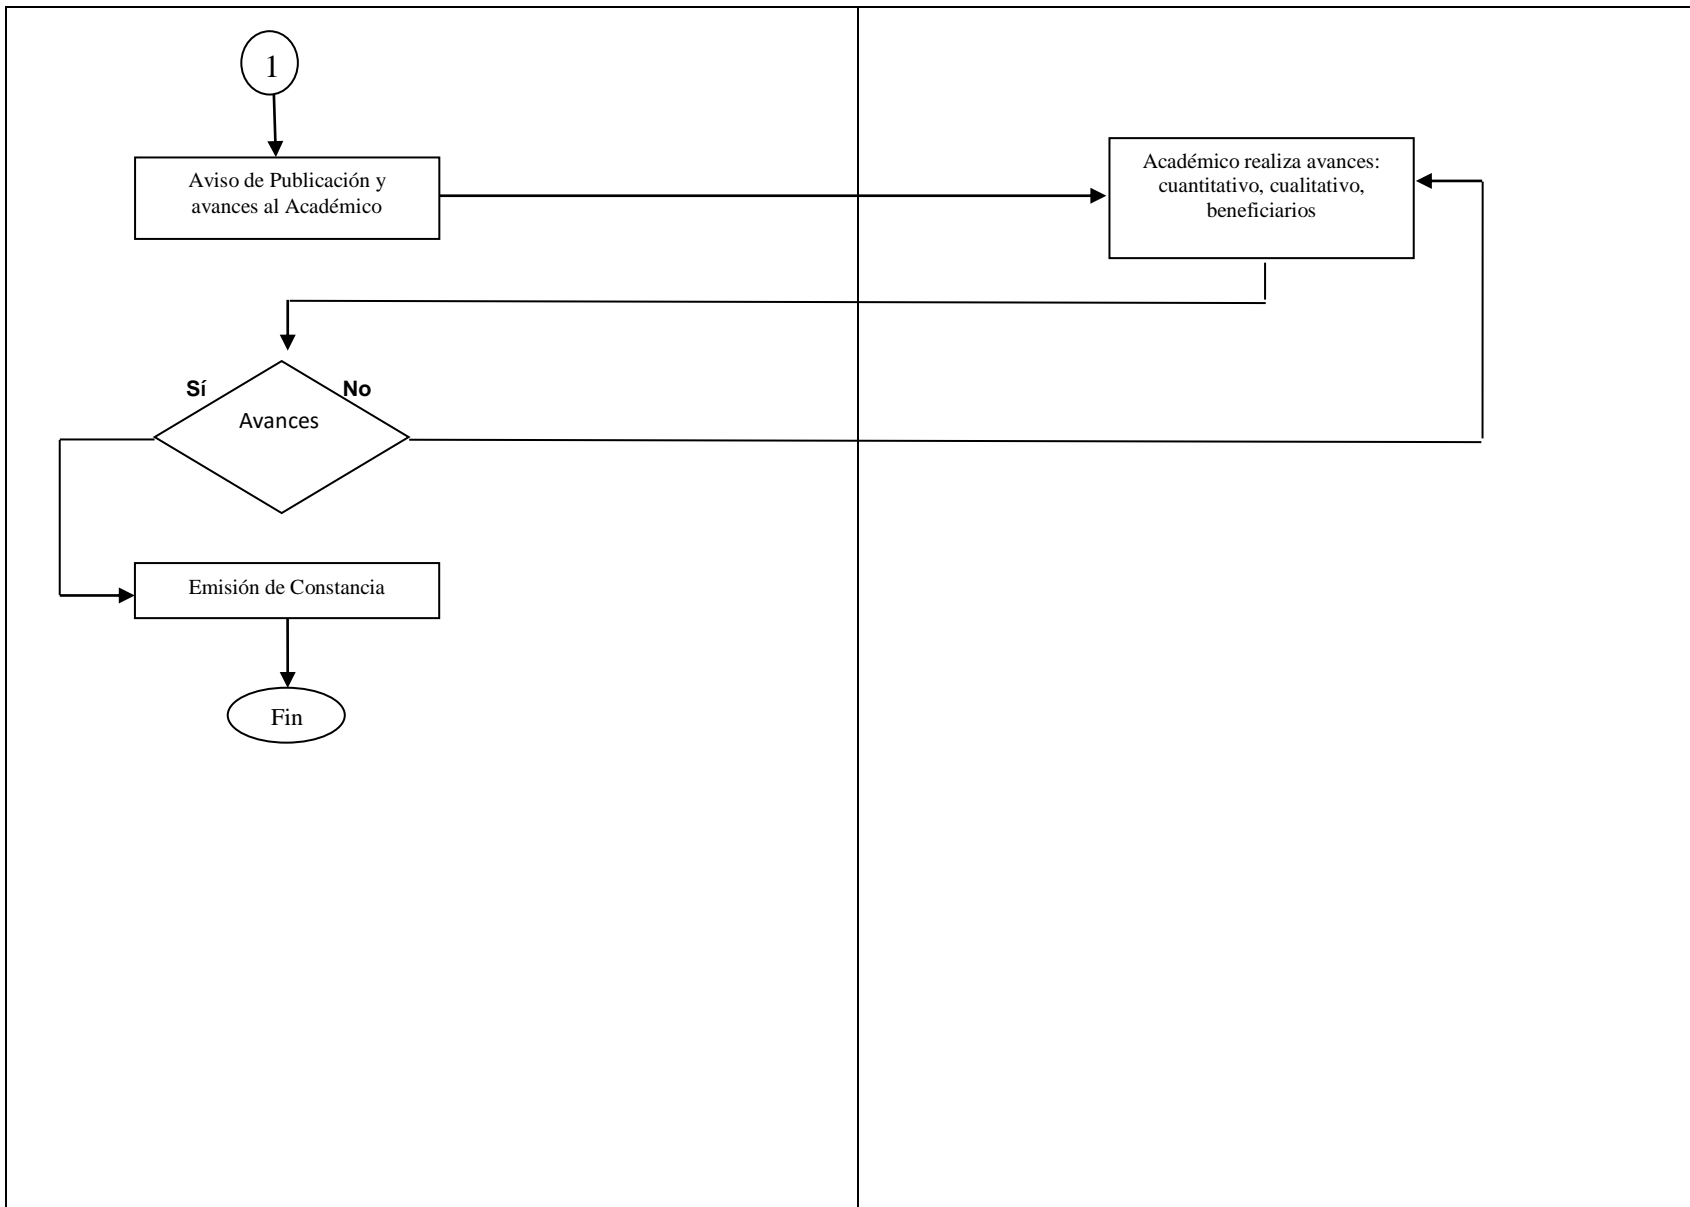 1
Aviso de Publicación y
avances al Académico
Académico realiza avances:
cuantitativo, cualitativo,
beneficiarios
Sí
No
Avances
Emisión de Constancia
Fin